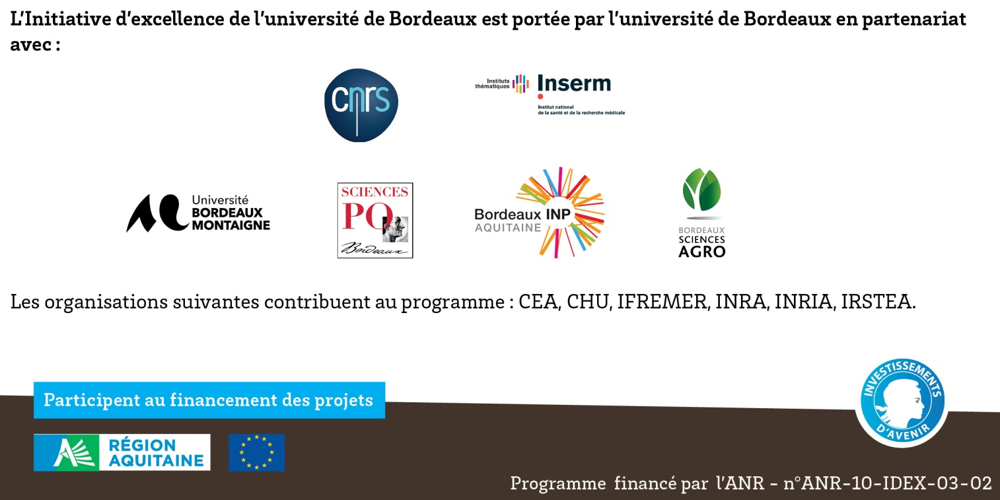 L'Initiative d'excellence de l'université de Bordeaux est portée par l'université de Bordeaux en partenariat
avec :
cnrs
Instituts
thématiques
Inserm
Institut national
de la santé et de la recherche médicale
Université
BORDEAUX
MONTAIGNE
SCIENCES
PO
Bordeaux
Bordeaux INP
AQUITAINE
BORDEAUX
SCIENCES
AGRO
Les organisations suivantes contribuent au programme : CEA, CHU, IFREMER, INRA, INRIA, IRSTEA.
INVESTISSEMENTS
D'AVENIR
Participent au financement des projets
RÉGION
AQUITAINE
Programme financé par l'ANR - n°ANR-10-IDEX-03-02